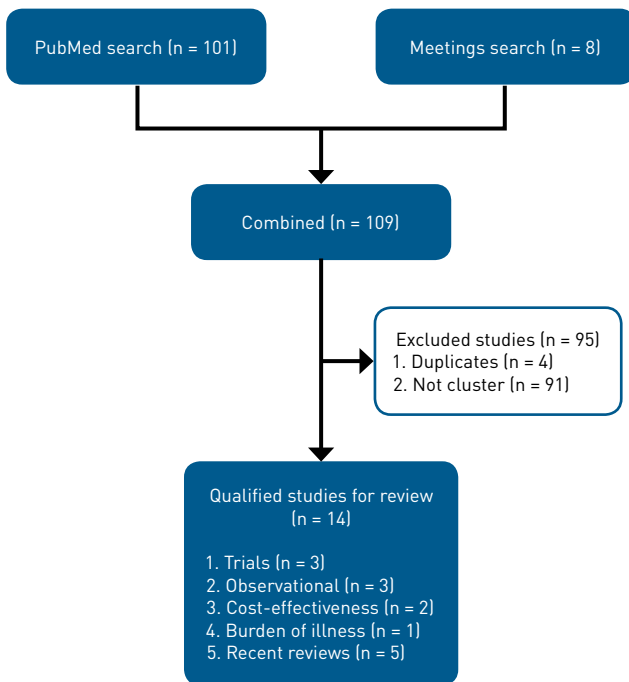 PubMed search (n = 101)
Meetings search (n = 8)
Combined (n = 109)
Excluded studies (n = 95)
1. Duplicates (n = 4)
2. Not cluster (n = 91)
Qualified studies for review
(n = 14)
1. Trials (n = 3)
2. Observational (n = 3)
3. Cost-effectiveness (n = 2)
4. Burden of illness (n = 1)
5. Recent reviews (n = 5)